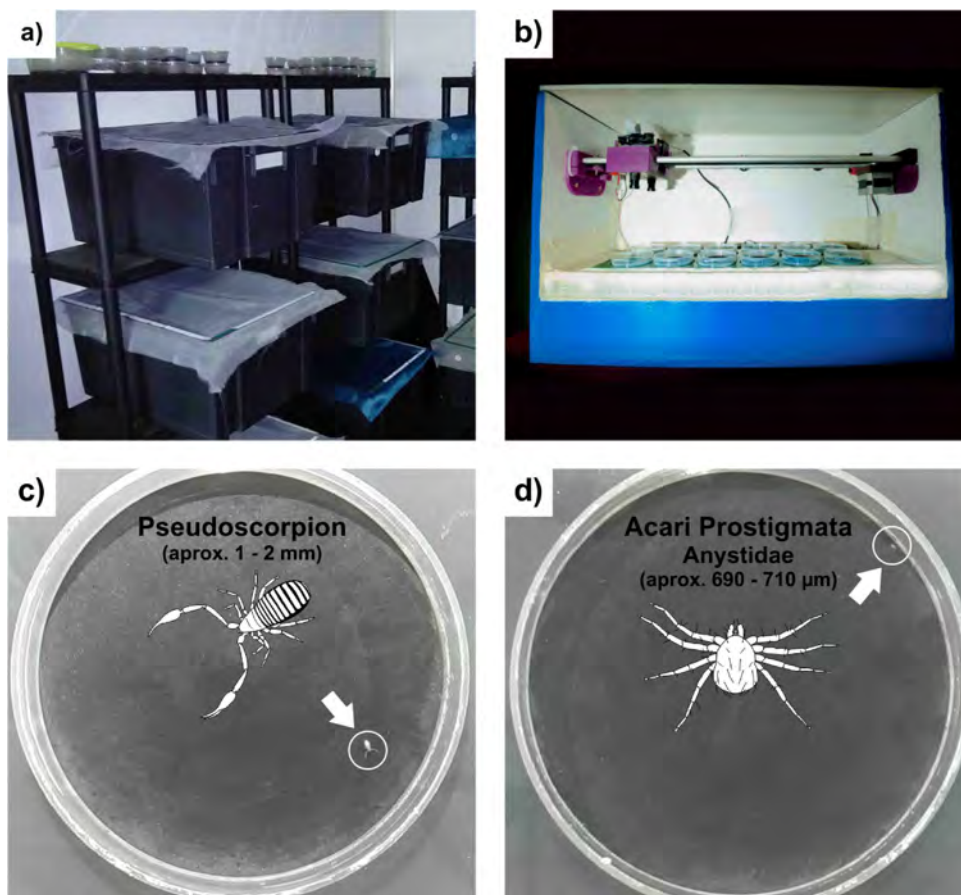 a)
b)
c)
Pseudoscorpion
(aprox. 1 - 2 mm)
d)
Acari Prostigmata
Anystidae
(aprox. 690 - 710 µm)